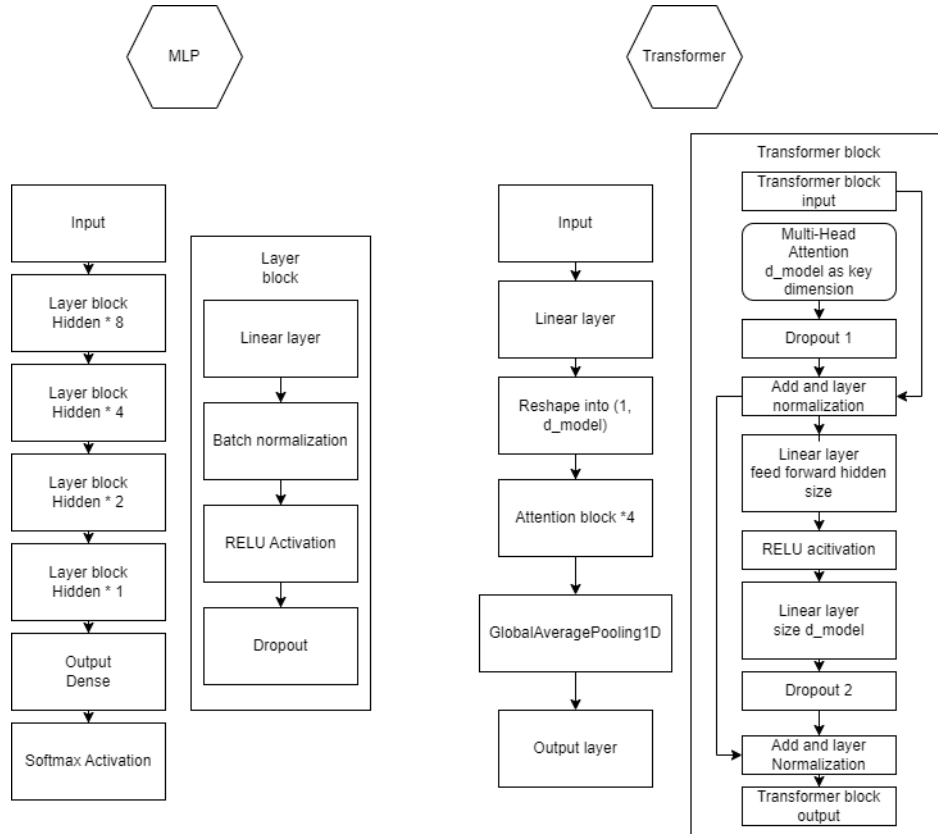 MLP
Input
Layer block
Hidden * 8
Layer block
Hidden * 4
Layer block
Hidden * 2
Layer block
Hidden * 1
Output
Dense
Softmax Activation
Layer
block
Linear layer
Batch normalization
RELU Activation
Dropout
Transformer
Input
Linear layer
Reshape into (1,
d_model)
Attention block *4
GlobalAveragePooling1D
Output layer
Transformer block
Transformer block
input
Multi-Head
Attention
d_model as key
dimension
Dropout 1
Add and layer
normalization
Linear layer
feed forward hidden
size
RELU acitivation
Linear layer
size d_model
Dropout 2
Add and layer
Normalization
Transformer block
output